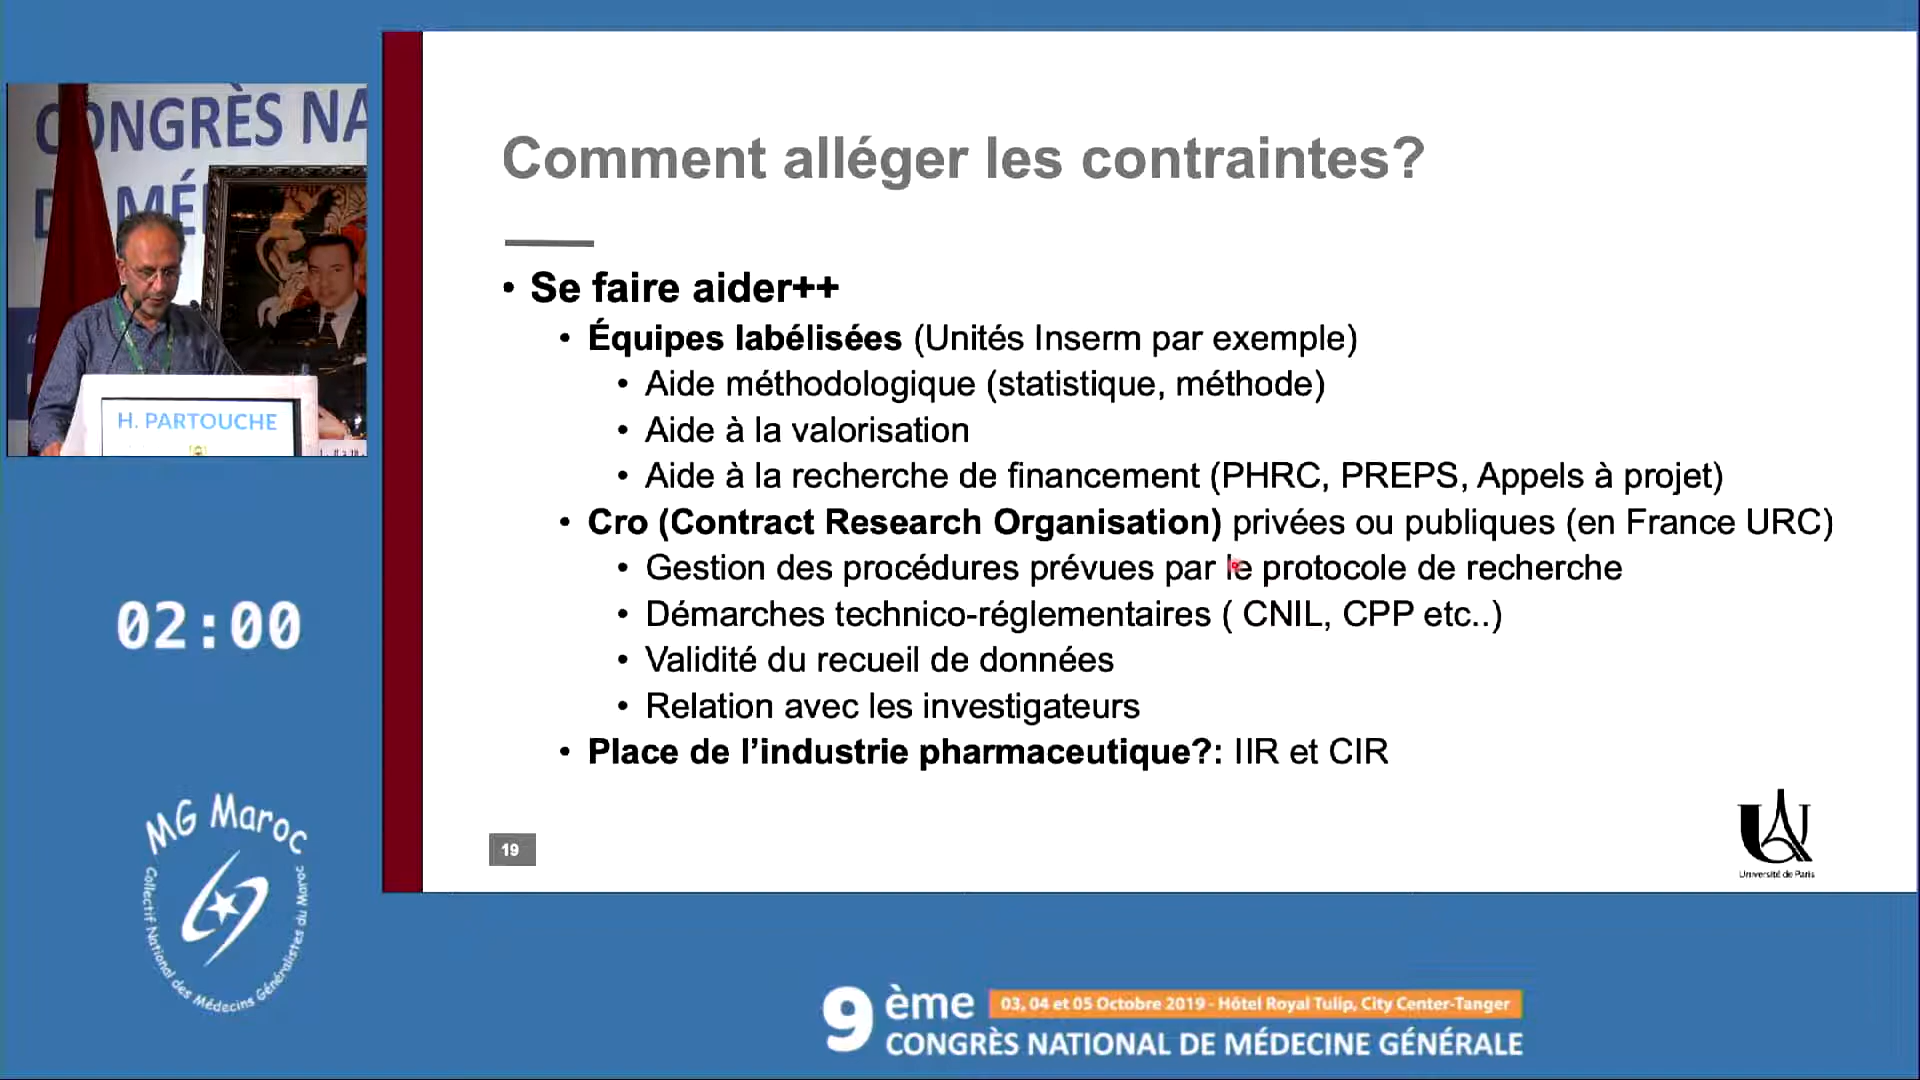 CONGRÈS NA
H. PARTOUCHE
Comment alléger les contraintes?
• Se faire aider++
• Équipes labélisées (Unités Inserm par exemple)
• Aide méthodologique (statistique, méthode)
• Aide à la valorisation
• Aide à la recherche de financement (PHRC, PREPS, Appels à projet)
• Cro (Contract Research Organisation) privées ou publiques (en France URC)
• Gestion des procédures prévues par le protocole de recherche
• Démarches technico-réglementaires ( CNIL, CPP etc..)
• Validité du recueil de données
• Relation avec les investigateurs
• Place de l’industrie pharmaceutique?: IIR et CIR
19
Université de Paris
02:00
MG Maroc
Collectif National des Médecins Généralistes du Maroc
9 ème
03, 04 et 05 Octobre 2019 - Hôtel Royal Tulip, City Center-Tanger
CONGRÈS NATIONAL DE MÉDECINE GÉNÉRALE